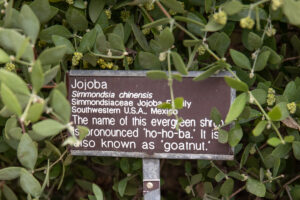 Jojoba
Simmondsia chinensis
Simmondsiaceae Jojoba Family
Southwestern U.S., Mexico
The name of this evergreen shrub
is pronounced "ho-ho-ba." It is
also known as "goatnut."